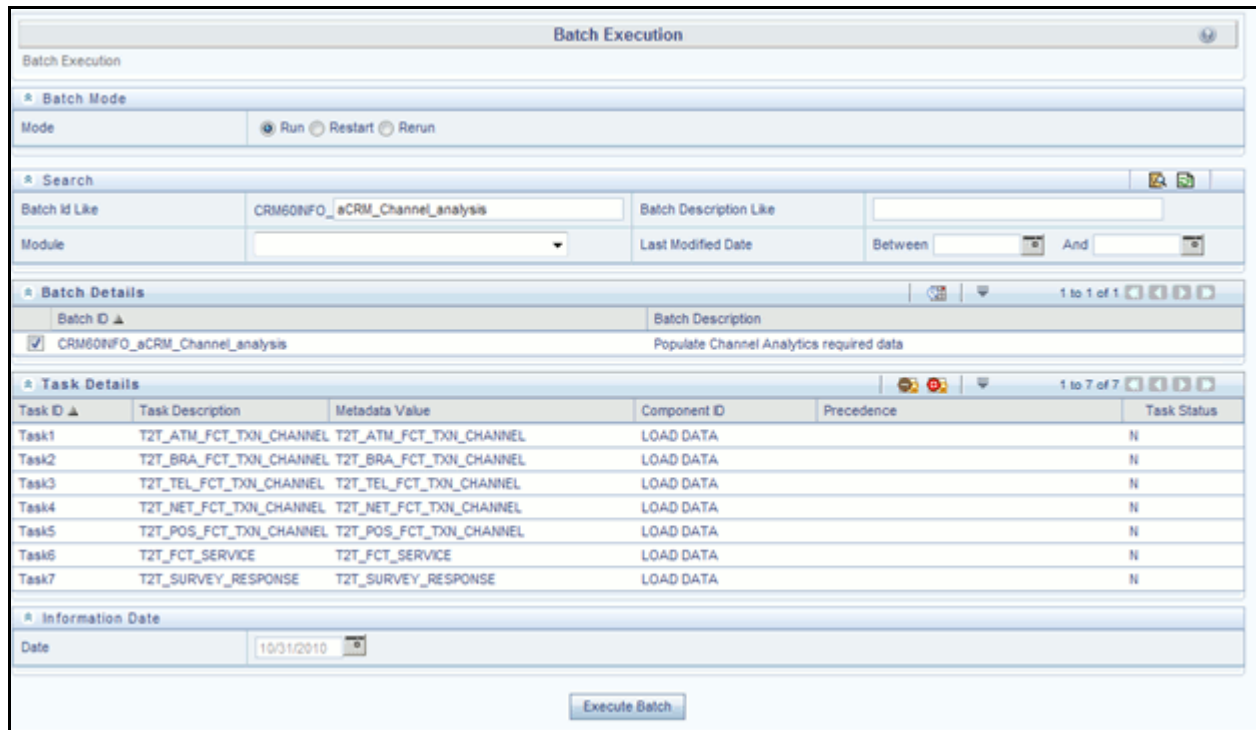 Batch Execution
Batch Execution
Batch Mode
Mode Run Restart Rerun
Search
Batch Id Like CRM60INFO_ aCRM_Channel_analysis Batch Description Like
Module Last Modified Date Between And
Batch Details 1 to 1 of 1
Batch ID Batch Description
CRM60INFO_aCRM_Channel_analysis Populate Channel Analytics required data
Task Details 1 to 7 of 7
Task ID Task Description Metadata Value Component ID Precedence Task Status
Task1 T2T_ATM_FCT_TXN_CHANNEL T2T_ATM_FCT_TXN_CHANNEL LOAD DATA N
Task2 T2T_BRA_FCT_TXN_CHANNEL T2T_BRA_FCT_TXN_CHANNEL LOAD DATA N
Task3 T2T_TEL_FCT_TXN_CHANNEL T2T_TEL_FCT_TXN_CHANNEL LOAD DATA N
Task4 T2T_NET_FCT_TXN_CHANNEL T2T_NET_FCT_TXN_CHANNEL LOAD DATA N
Task5 T2T_POS_FCT_TXN_CHANNEL T2T_POS_FCT_TXN_CHANNEL LOAD DATA N
Task6 T2T_FCT_SERVICE T2T_FCT_SERVICE LOAD DATA N
Task7 T2T_SURVEY_RESPONSE T2T_SURVEY_RESPONSE LOAD DATA N
Information Date
Date 10/31/2010
Execute Batch